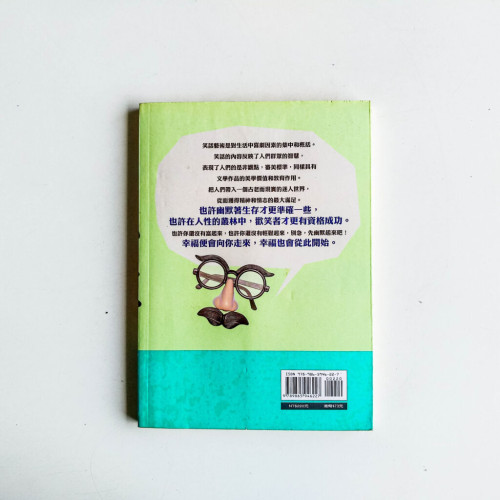 笑話藝術是對生活中喜劇因素的集中和概括。
笑話的內容反映了人們群眾的智慧,
表現了人們的是非觀點、審美標準,同樣具有
文學作品的美學價值和教育作用。
把人們帶入一個古老而現實的迷人世界,
從而獲得精神和情志的最大滿足。
也許幽默著生存才更準確一些,
也許在人性的叢林中,歡笑者才更有資格成功。
也許你還沒有富起來,也許你還沒有輕鬆起來,別急,先幽默起來吧!
幸福便會向你走來,幸福也會從此開始。